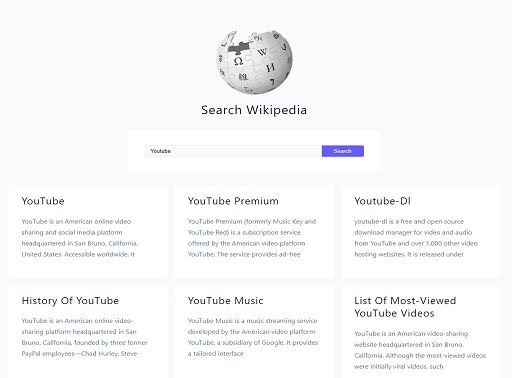 Ω W И
Search Wikipedia
Youtube Search
YouTube
YouTube is an American online video
sharing and social media platform
headquartered in San Bruno, California,
United States. Accessible worldwide, it
YouTube Premium
YouTube Premium (formerly Music Key and
YouTube Red) is a subscription service
offered by the American video platform
YouTube. The service provides ad-free
Youtube-Dl
youtube-dl is a free and open source
download manager for video and audio
from YouTube and over 1,000 other video
hosting websites. It is released under
History Of YouTube
YouTube is an American online video-
sharing platform headquartered in San
Bruno, California, founded by three former
PayPal employees—Chad Hurley, Steve
YouTube Music
YouTube Music is a music streaming service
developed by the American video platform
YouTube, a subsidiary of Google. It provides
a tailored interface
List Of Most-Viewed
YouTube Videos
YouTube is an American video-sharing
website headquartered in San Bruno,
California. Although the most-viewed videos
were initially viral videos, such